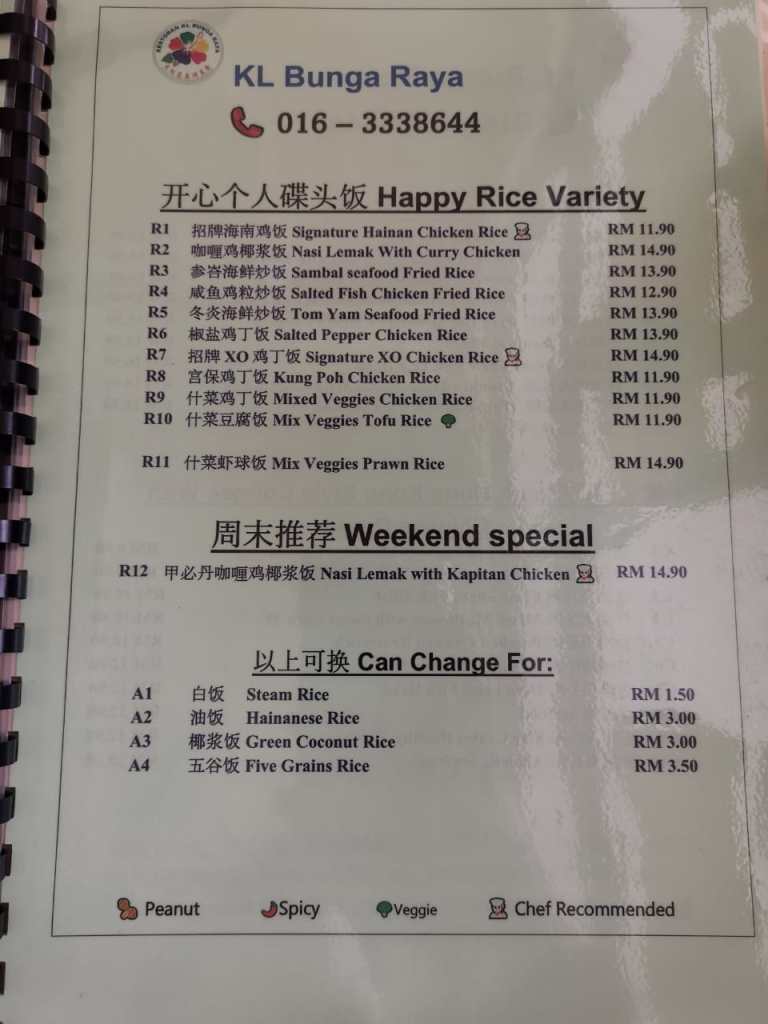 RESTORAN KL BUNGA RAYA
KL Bunga Raya
016 – 3338644
开心个人碟头饭 Happy Rice Variety
R1 招牌海南鸡饭 Signature Hainan Chicken Rice RM 11.90
R2 咖喱鸡椰浆饭 Nasi Lemak With Curry Chicken RM 14.90
R3 参峇海鲜炒饭 Sambal seafood Fried Rice RM 13.90
R4 咸鱼鸡粒炒饭 Salted Fish Chicken Fried Rice RM 12.90
R5 冬炎海鲜炒饭 Tom Yam Seafood Fried Rice RM 13.90
R6 椒盐鸡丁饭 Salted Pepper Chicken Rice RM 13.90
R7 招牌 XO 鸡丁饭 Signature XO Chicken Rice RM 14.90
R8 宫保鸡丁饭 Kung Poh Chicken Rice RM 11.90
R9 什菜鸡丁饭 Mixed Veggies Chicken Rice RM 11.90
R10 什菜豆腐饭 Mix Veggies Tofu Rice RM 11.90
R11 什菜虾球饭 Mix Veggies Prawn Rice RM 14.90
周末推荐 Weekend special
R12 甲必丹咖喱鸡椰浆饭 Nasi Lemak with Kapitan Chicken RM 14.90
以上可换 Can Change For:
A1 白饭 Steam Rice RM 1.50
A2 油饭 Hainanese Rice RM 3.00
A3 椰浆饭 Green Coconut Rice RM 3.00
A4 五谷饭 Five Grains Rice RM 3.50
Peanut Spicy Veggie Chef Recommended